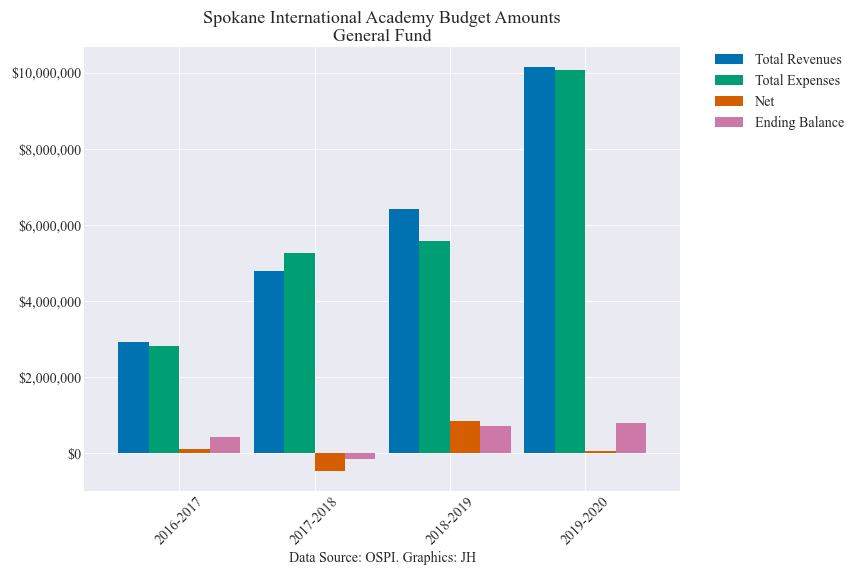 Spokane International Academy Budget Amounts
General Fund
Total Revenues
Total Expenses
Net
Ending Balance
$10,000,000
$8,000,000
$6,000,000
$4,000,000
$2,000,000
$0
2016-2017
2017-2018
2018-2019
2019-2020
Data Source: OSPI. Graphics: JH